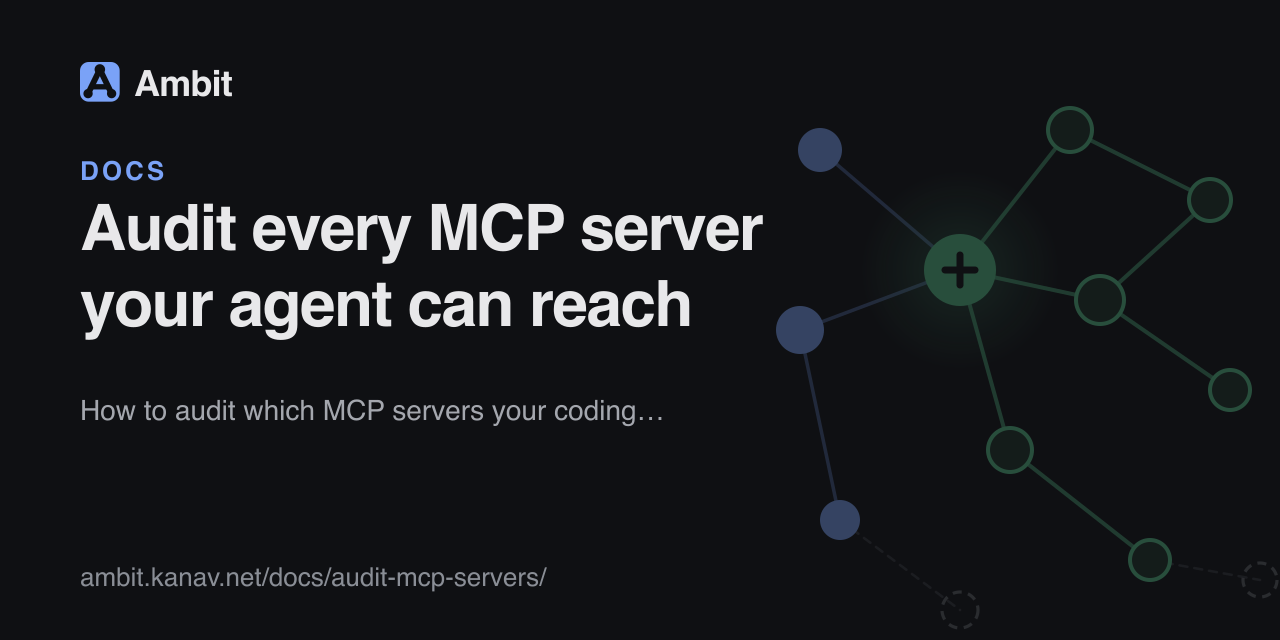 Ambit
DOCS
Audit every MCP server
your agent can reach
How to audit which MCP servers your coding…
ambit.kanav.net/docs/audit-mcp-servers/